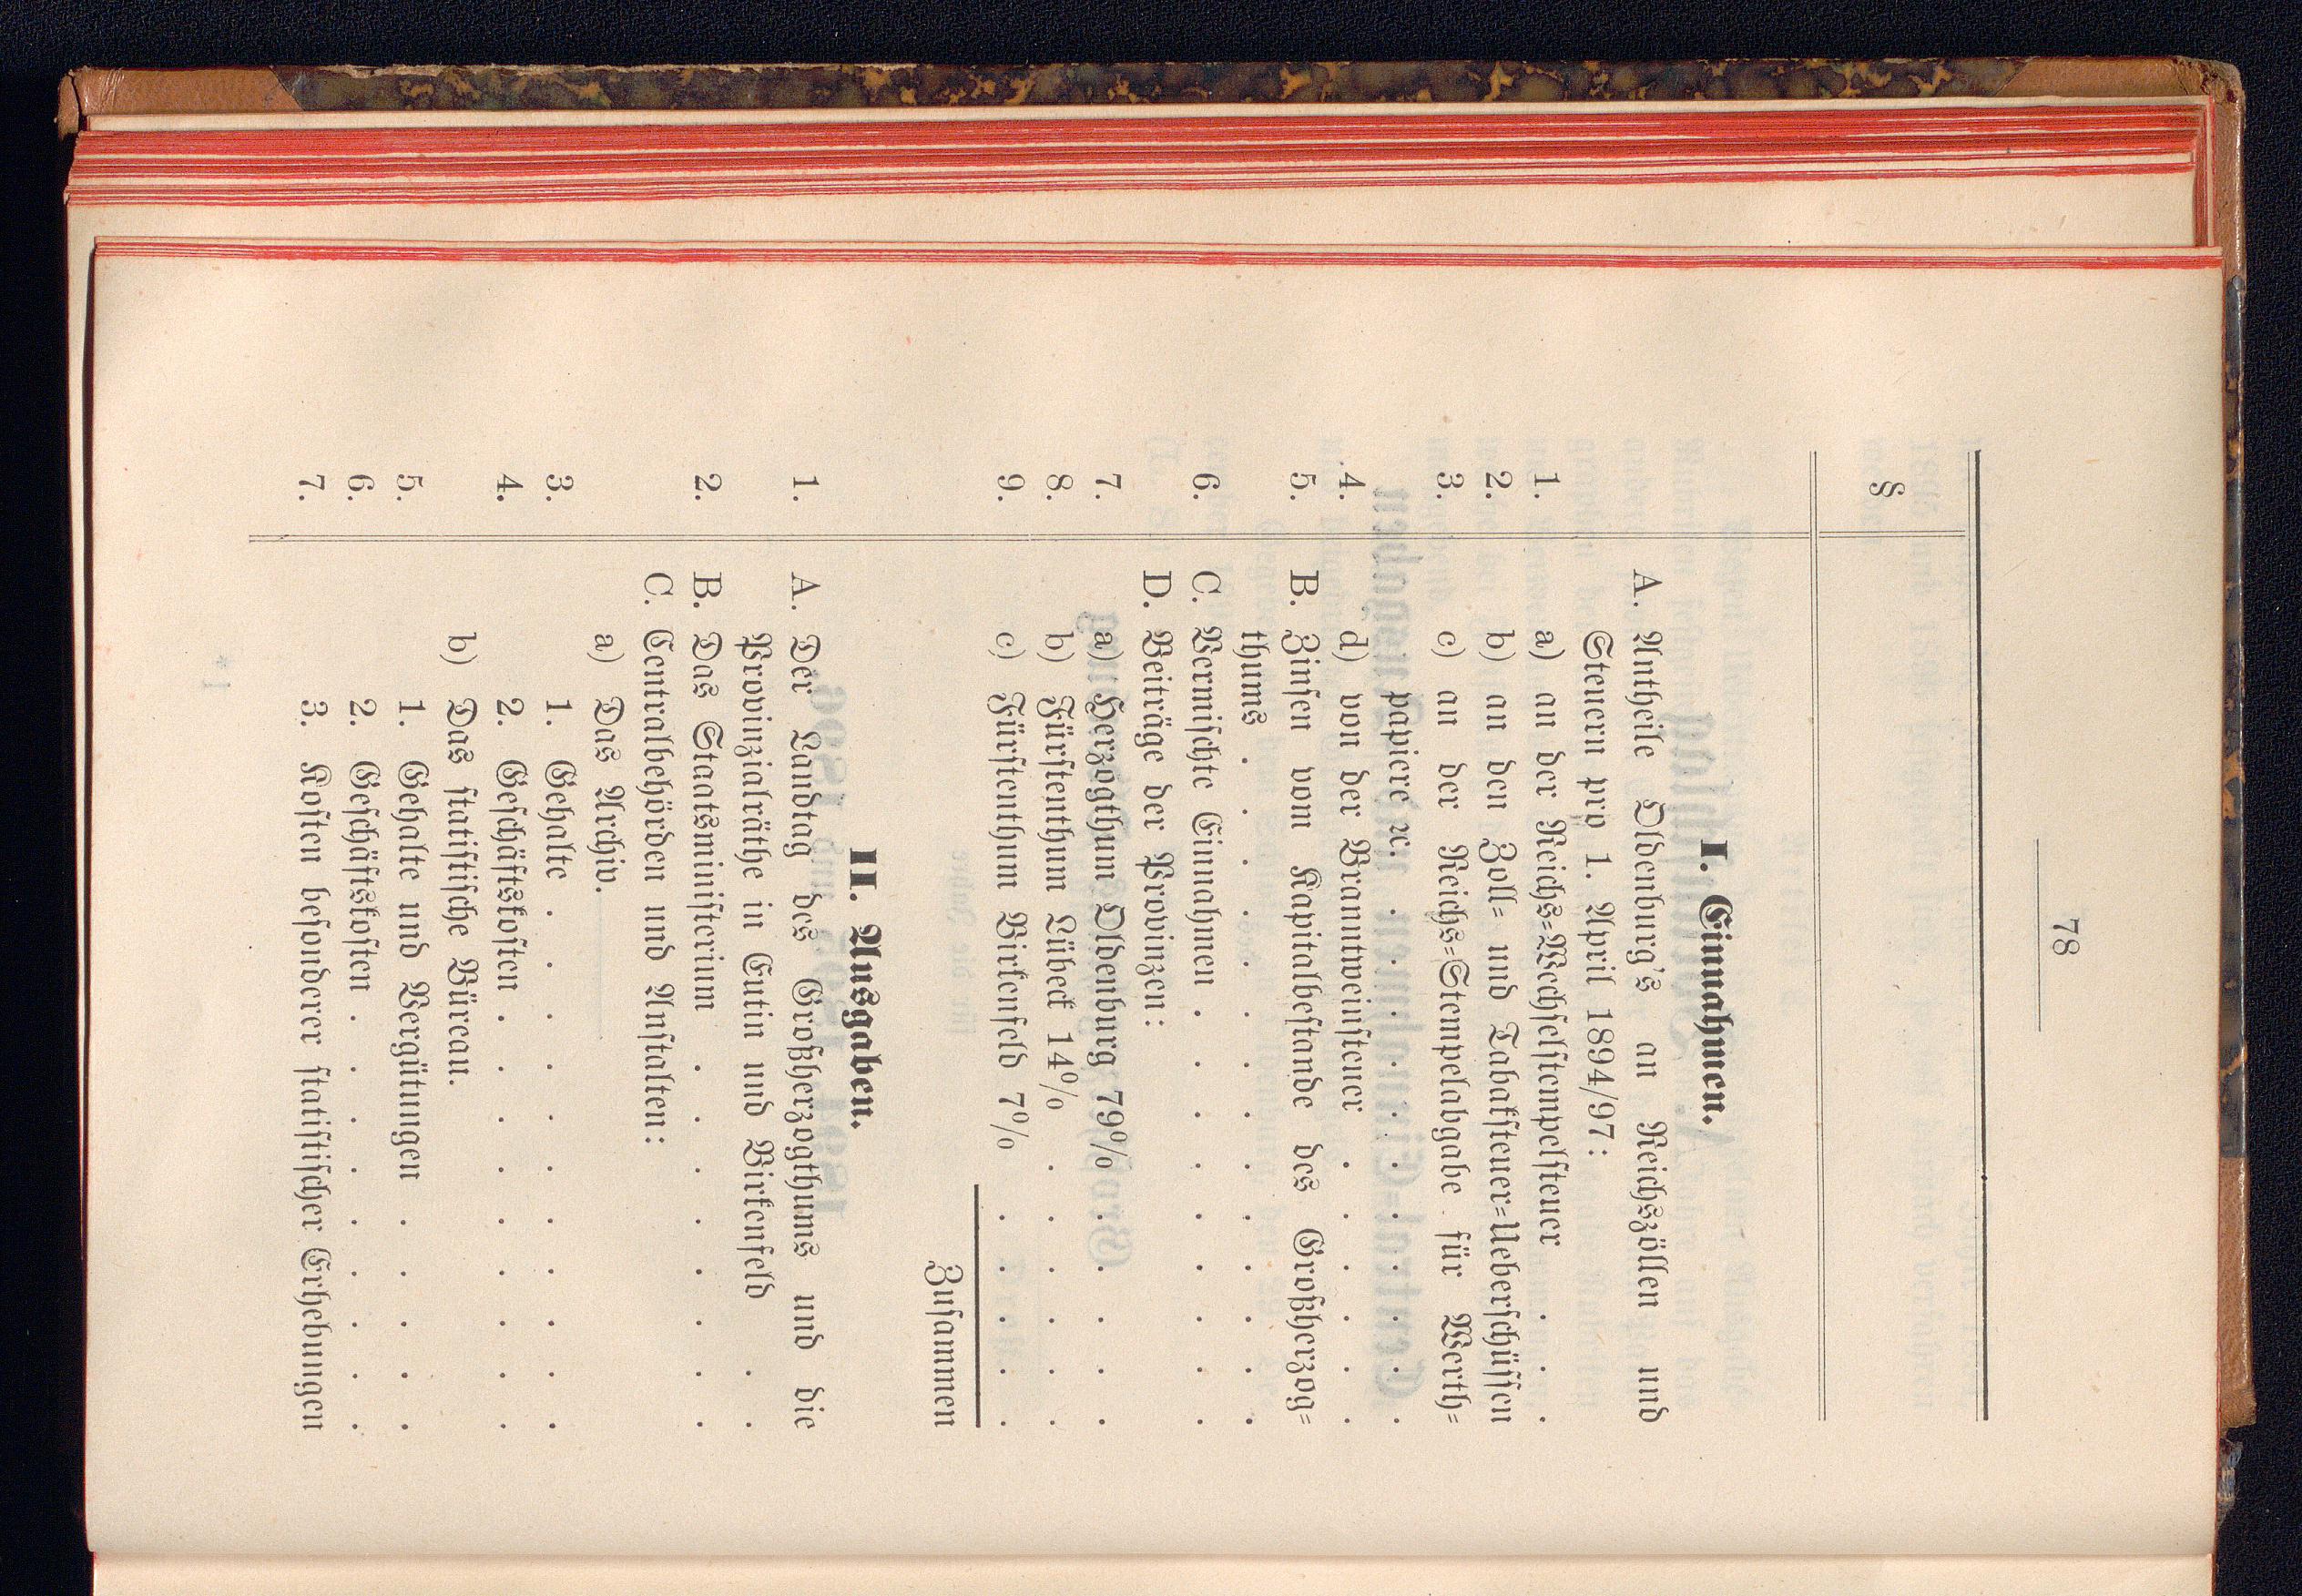 78
§
I. Einnahmen.
A. Antheile Oldenburg's an Reichszöllen und
Steuern pro 1. April 1894/97:
1. a) an der Reichs=Wechselstempelsteuer . . .
2. b) an den Zoll= und Tabaksteuer=Ueberschüssen
3. c) an der Reichs=Stempelabgabe für Werth=
papiere ꝛc. . . . . . . . . . . .
4. d) von der Branntweinsteuer . . . . . .
5. B. Zinsen vom Kapitalbestande des Großherzog=
thums . . . . . . . . . . . . . .
6. C. Vermischte Einnahmen . . . . . . . . .
D. Beiträge der Provinzen:
7. a) Herzogthum Oldenburg 79% . . . . .
8. b) Fürstenthum Lübeck 14% . . . . . .
9. c) Fürstenthum Birkenfeld 7% . . . . .
Zusammen
II. Ausgaben.
1. A. Der Landtag des Großherzogthums und die
Provinzialräthe in Eutin und Birkenfeld . .
2. B. Das Staatsministerium . . . . . . . .
C. Centralbehörden und Anstalten:
a) Das Archiv.
3. 1. Gehalte . . . . . . . . . . .
4. 2. Geschäftskosten . . . . . . . . .
b) Das statistische Büreau.
5. 1. Gehalte und Vergütungen . . . . .
6. 2. Geschäftskosten . . . . . . . . .
7. 3. Kosten besonderer statistischer Erhebungen